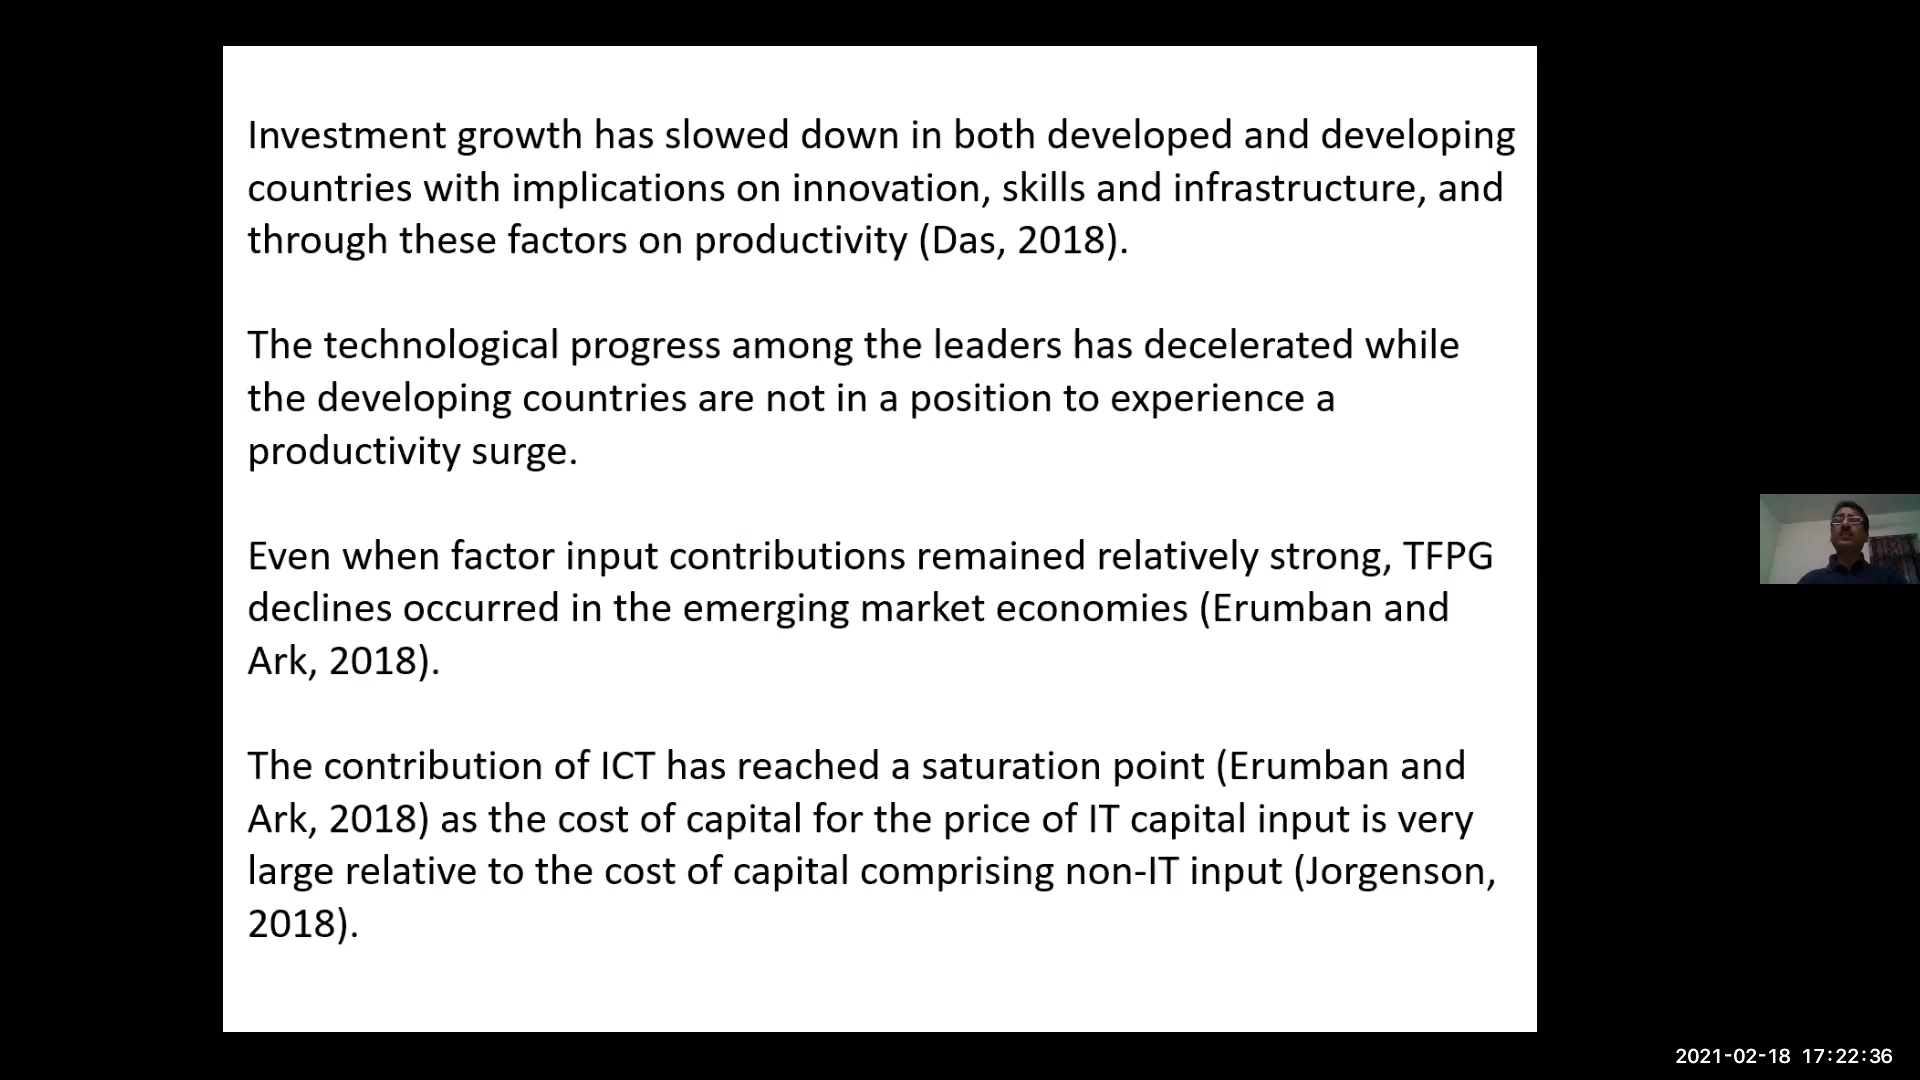 Investment growth has slowed down in both developed and developing
countries with implications on innovation, skills and infrastructure, and
through these factors on productivity (Das, 2018).
The technological progress among the leaders has decelerated while
the developing countries are not in a position to experience a
productivity surge.
Even when factor input contributions remained relatively strong, TFPG
declines occurred in the emerging market economies (Erumban and
Ark, 2018).
The contribution of ICT has reached a saturation point (Erumban and
Ark, 2018) as the cost of capital for the price of IT capital input is very
large relative to the cost of capital comprising non-IT input (Jorgenson,
2018).
2021-02-18 17:22:36